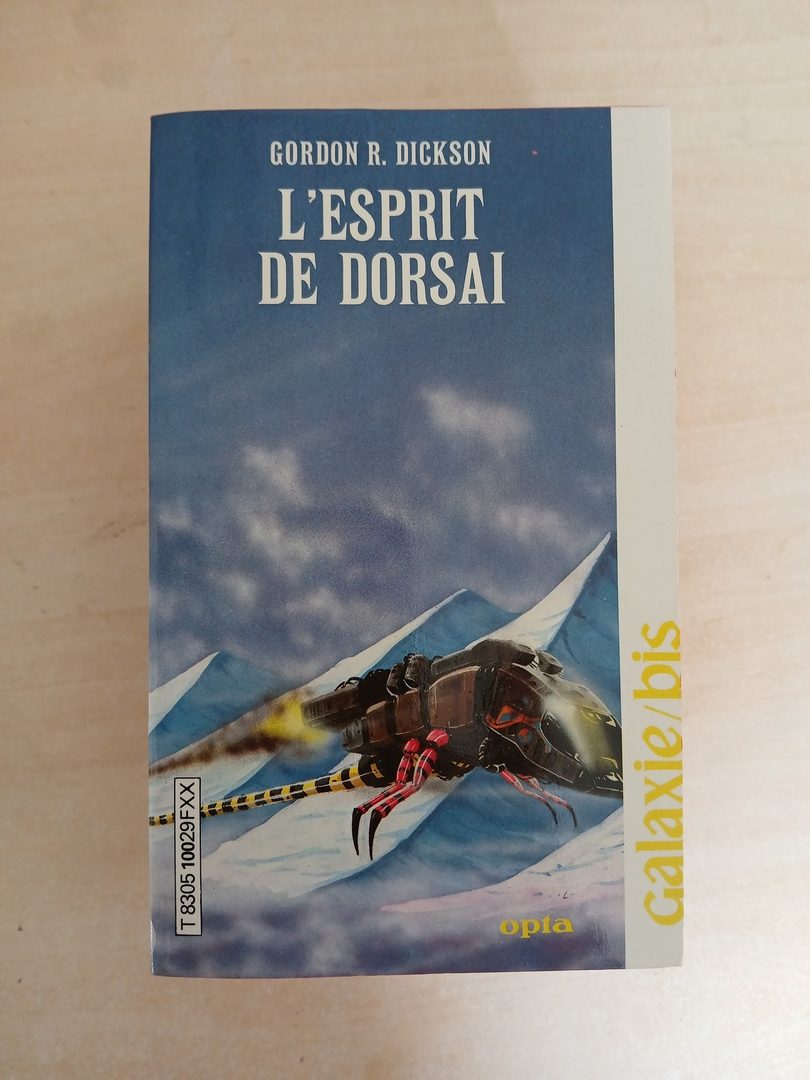 GORDON R. DICKSON
L'ESPRIT
DE DORSAI
Galaxie/bis
T 8305 10029FXX
opta